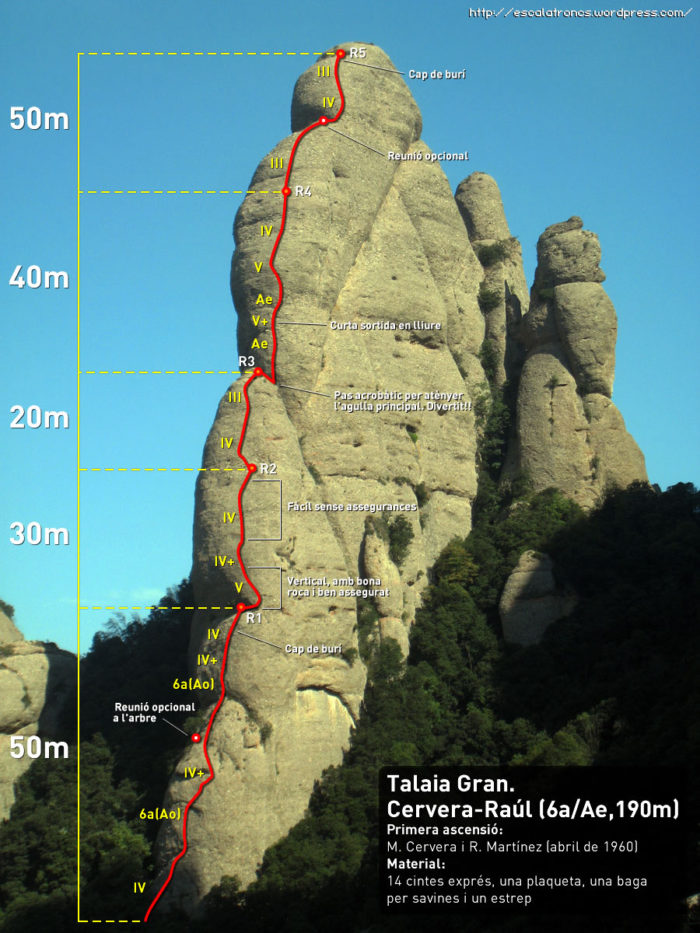 http://escalatroncs.wordpress.com/
R5
III
Cap de burí
50m
IV
Reunió opcional
III
R4
IV
V
40m
Ae
V+
Curta sortida en lliure
Ae
R3
Pas acrobàtic per atènyer
l'agulla principal. Divertit!!
III
20m
IV
R2
Fàcil sense assegurances
IV
30m
IV+
Vertical, amb bona
roca i ben assegurat
V
R1
IV
Cap de burí
IV+
6a(Ao)
Reunió opcional
a l'arbre
50m
IV+
6a(Ao)
IV
Talaia Gran.
Cervera-Raúl (6a/Ae,190m)
Primera ascensió:
M. Cervera i R. Martínez (abril de 1960)
Material:
14 cintes exprés, una plaqueta, una baga
per savines i un estrep